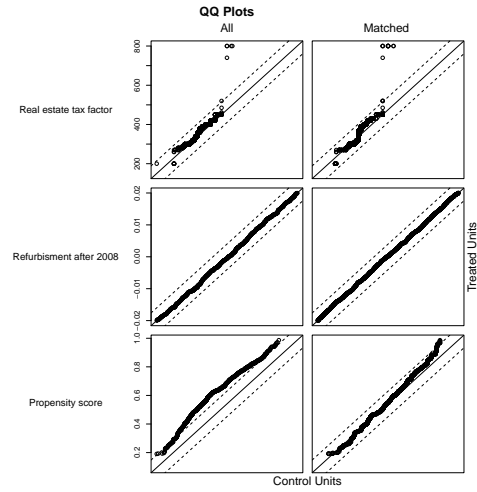 QQ Plots
All
Matched
Real estate tax factor
200
400
600
800
Refurbisment after 2008
−0.02
−0.01
0.00
0.01
0.02
Propensity score
0.2
0.4
0.6
0.8
1.0
Control Units
Treated Units